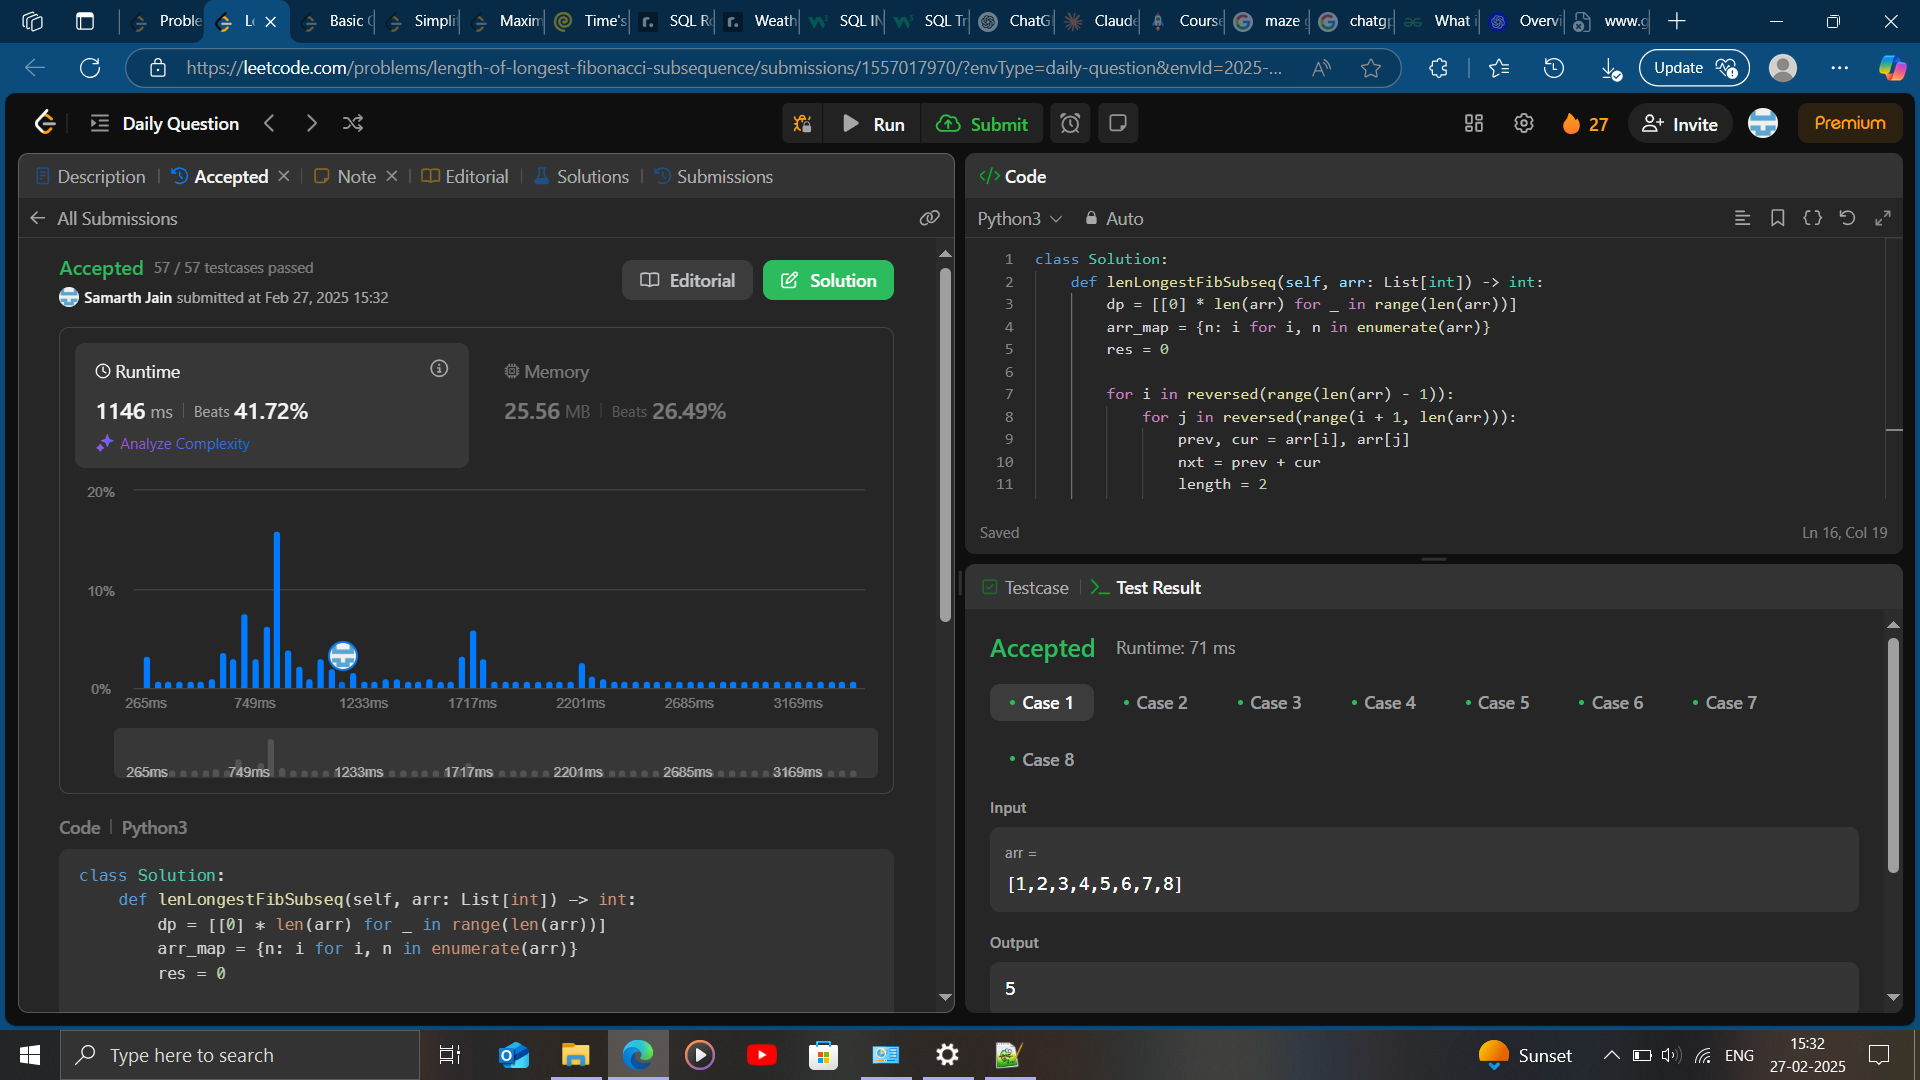 Proble
Le
Basic C
Simplif
Maxim
Time's
SQL Ro
Weath
SQL IN
SQL Tr
ChatG
Claude
Course
maze g
chatgp
What i
Overvi
www.g
https://leetcode.com/problems/length-of-longest-fibonacci-subsequence/submissions/1557017970/?envType=daily-question&envId=2025-...
Update
Daily Question
Run
Submit
27
Invite
Premium
Description
Accepted
Note
Editorial
Solutions
Submissions
All Submissions
Accepted 57 / 57 testcases passed
Samarth Jain submitted at Feb 27, 2025 15:32
Editorial
Solution
Runtime
1146 ms | Beats 41.72%
Analyze Complexity
Memory
25.56 MB | Beats 26.49%
20%
10%
0%
265ms 749ms 1233ms 1717ms 2201ms 2685ms 3169ms
265ms 749ms 1233ms 1717ms 2201ms 2685ms 3169ms
Code | Python3
class Solution:
    def lenLongestFibSubseq(self, arr: List[int]) -> int:
        dp = [[0] * len(arr) for _ in range(len(arr))]
        arr_map = {n: i for i, n in enumerate(arr)}
        res = 0
</> Code
Python3
Auto
1 class Solution:
2     def lenLongestFibSubseq(self, arr: List[int]) -> int:
3         dp = [[0] * len(arr) for _ in range(len(arr))]
4         arr_map = {n: i for i, n in enumerate(arr)}
5         res = 0
6
7         for i in reversed(range(len(arr) - 1)):
8             for j in reversed(range(i + 1, len(arr))):
9                 prev, cur = arr[i], arr[j]
10                 nxt = prev + cur
11                 length = 2
Saved
Ln 16, Col 19
Testcase
Test Result
Accepted Runtime: 71 ms
Case 1
Case 2
Case 3
Case 4
Case 5
Case 6
Case 7
Case 8
Input
arr =
[1,2,3,4,5,6,7,8]
Output
5
Type here to search
Sunset
ENG
15:32
27-02-2025